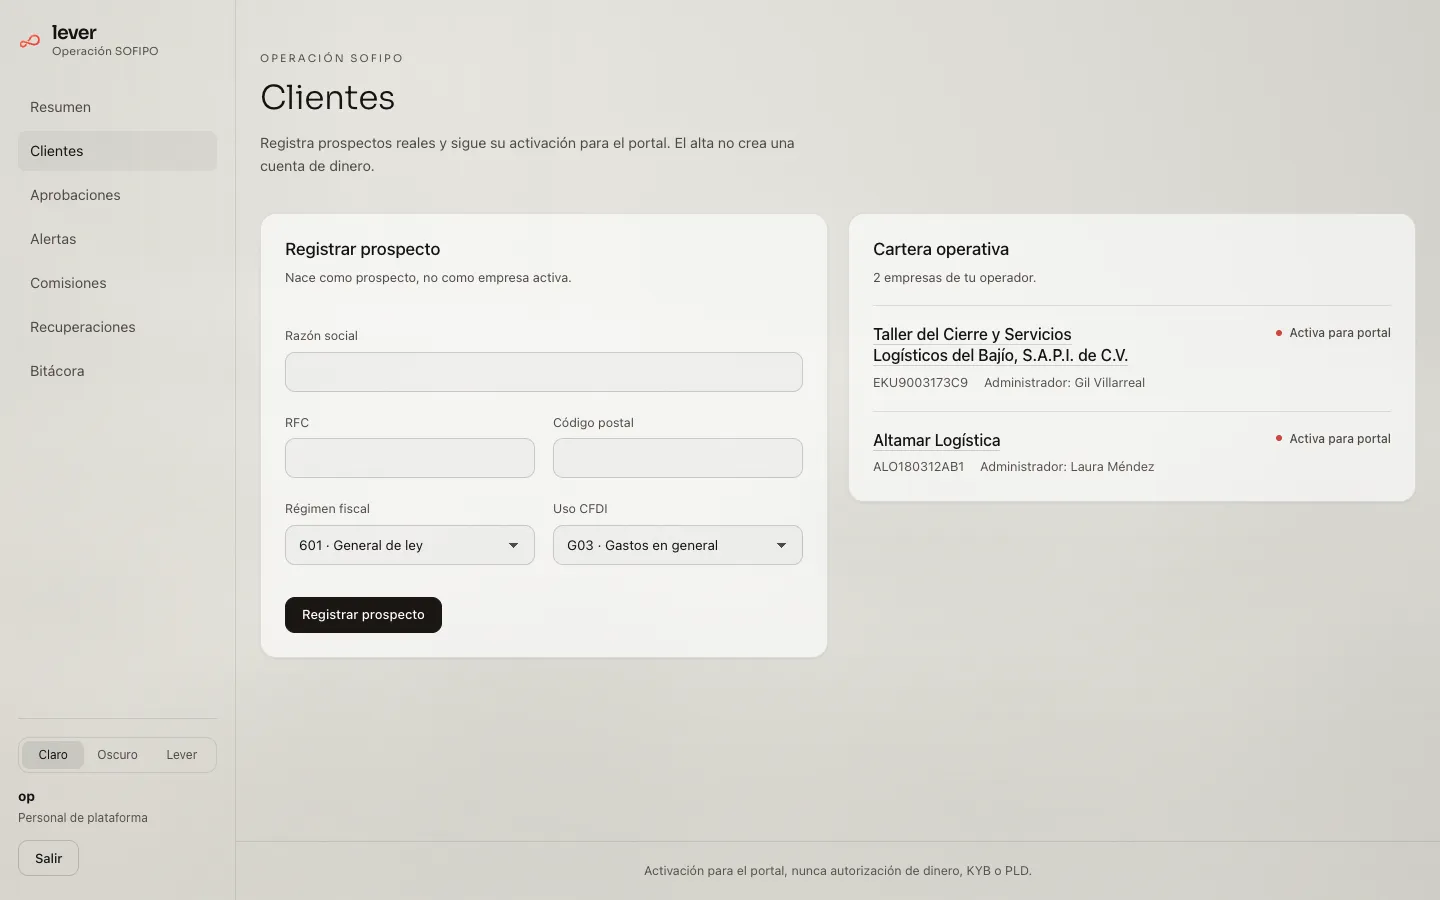 lever
Operación SOFIPO
Resumen
Clientes
Aprobaciones
Alertas
Comisiones
Recuperaciones
Bitácora
Claro
Oscuro
Lever
op
Personal de plataforma
Salir
OPERACIÓN SOFIPO
Clientes
Registra prospectos reales y sigue su activación para el portal. El alta no crea una
cuenta de dinero.
Registrar prospecto
Nace como prospecto, no como empresa activa.
Razón social
RFC
Código postal
Régimen fiscal
Uso CFDI
601 · General de ley
G03 · Gastos en general
Registrar prospecto
Cartera operativa
2 empresas de tu operador.
Taller del Cierre y Servicios
Logísticos del Bajío, S.A.P.I. de C.V.
Activa para portal
EKU9003173C9
Administrador: Gil Villarreal
Altamar Logística
Activa para portal
ALO180312AB1
Administrador: Laura Méndez
Activación para el portal, nunca autorización de dinero, KYB o PLD.